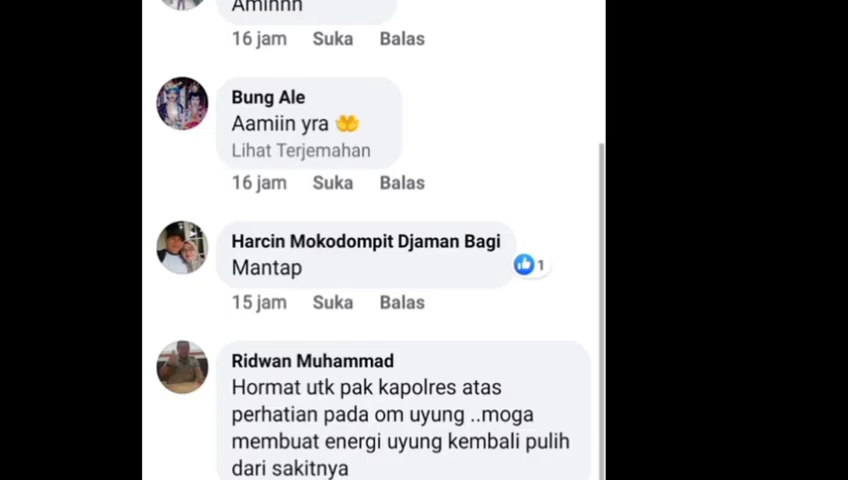 Aminnn
16 jam Suka Balas
Bung Ale
Aamiin yra 🤲
Lihat Terjemahan
16 jam Suka Balas
Harcin Mokodompit Djaman Bagi
Mantap
1
15 jam Suka Balas
Ridwan Muhammad
Hormat utk pak kapolres atas
perhatian pada om uyung ..moga
membuat energi uyung kembali pulih
dari sakitnya